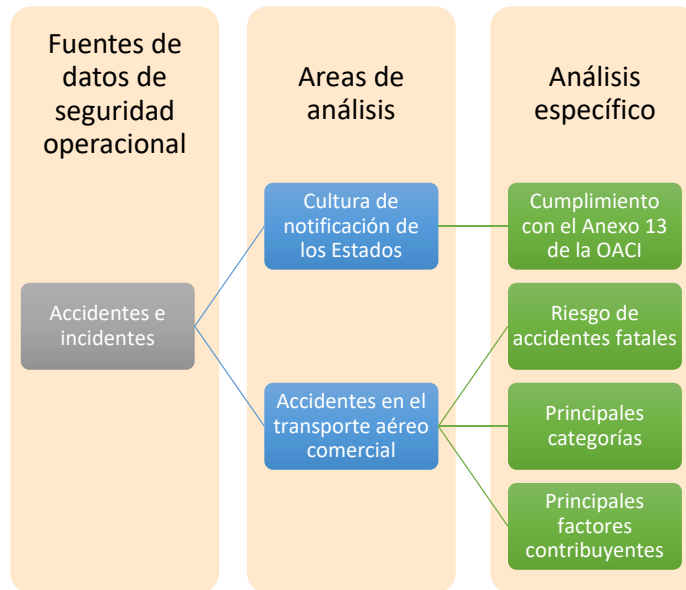 Fuentes de
datos de
seguridad
operacional
Areas de
análisis
Análisis
específico
Accidentes e
incidentes
Cultura de
notificación de
los Estados
Accidentes en el
transporte aéreo
comercial
Cumplimiento
con el Anexo 13
de la OACI
Riesgo de
accidentes fatales
Principales
categorías
Principales
factores
contribuyentes